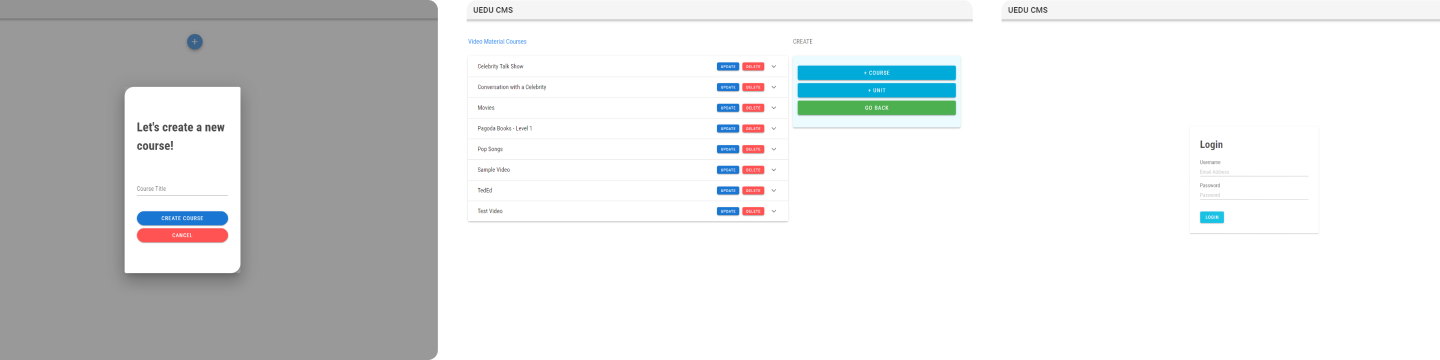 Let's create a new
course!
Course Title
CREATE COURSE
CANCEL
UEDU CMS
Video Material Courses
Celebrity Talk Show UPDATE DELETE
Conversation with a Celebrity UPDATE DELETE
Movies UPDATE DELETE
Pagoda Books - Level 1 UPDATE DELETE
Pop Songs UPDATE DELETE
Sample Video UPDATE DELETE
TedEd UPDATE DELETE
Test Video UPDATE DELETE
CREATE
+ COURSE
+ UNIT
GO BACK
UEDU CMS
Login
Username
Email Address
Password
Password
LOGIN